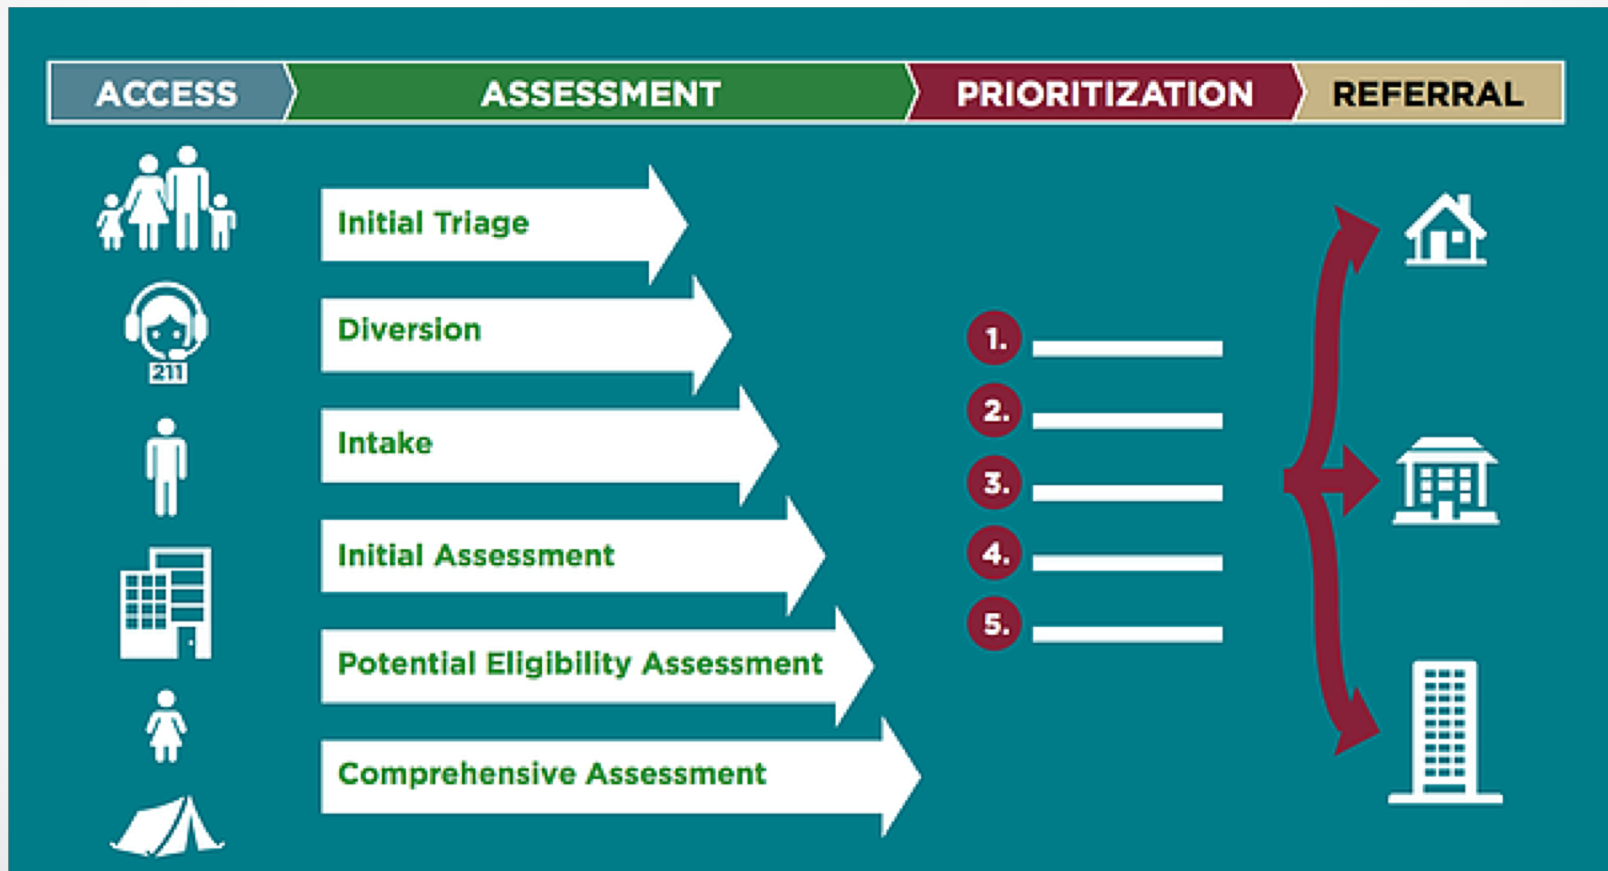 ACCESS
ASSESSMENT
PRIORITIZATION
REFERRAL
211
Initial Triage
Diversion
Intake
Initial Assessment
Potential Eligibility Assessment
Comprehensive Assessment
1.
2.
3.
4.
5.